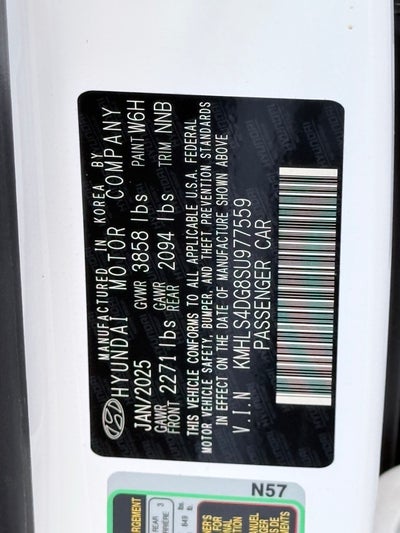 MANUFACTURED IN KOREA BY
HYUNDAI MOTOR COMPANY
JAN/2025 GVWR 3858 lbs PAINT W6H
GAWR FRONT 2271 lbs GAWR REAR 2094 lbs TRIM NNB
THIS VEHICLE CONFORMS TO ALL APPLICABLE U.S.A. FEDERAL
MOTOR VEHICLE SAFETY, BUMPER, AND THEFT PREVENTION STANDARDS
IN EFFECT ON THE DATE OF MANUFACTURE SHOWN ABOVE
V.I.N KMHLS4DG8SU977559
PASSENGER CAR
N57